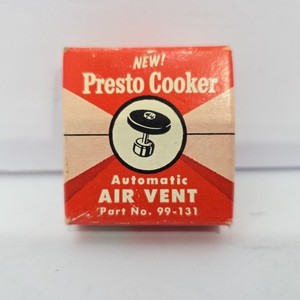 NEW!
Presto Cooker
Automatic
AIR VENT
Part No. 99-131